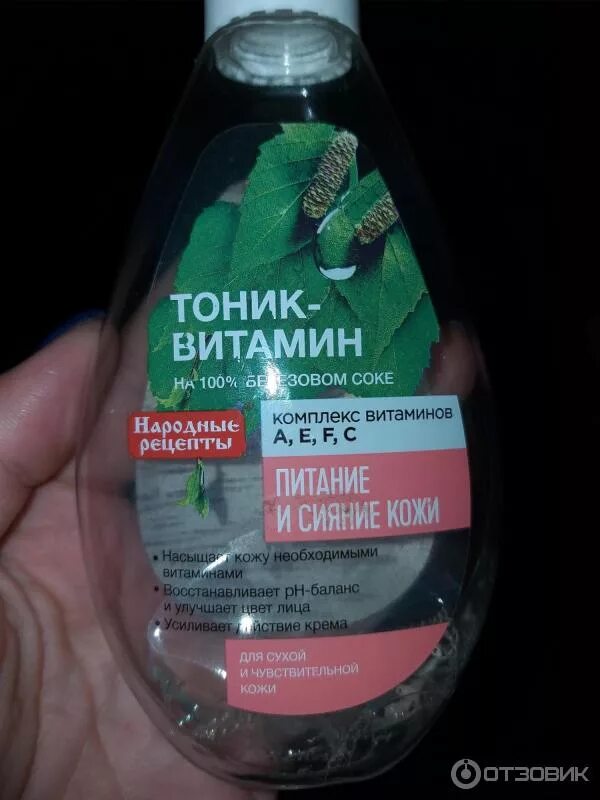 ТОНИК-
ВИТАМИН
НА 100% БЕРЕЗОВОМ СОКЕ
Народные
рецепты
КОМПЛЕКС ВИТАМИНОВ
A, E, F, C
ПИТАНИЕ
И СИЯНИЕ КОЖИ
• Насыщает кожу необходимыми
витаминами
• Восстанавливает pH-баланс
и улучшает цвет лица
• Усиливает действие крема
ДЛЯ СУХОЙ
И ЧУВСТВИТЕЛЬНОЙ
КОЖИ
ОТЗОВИК